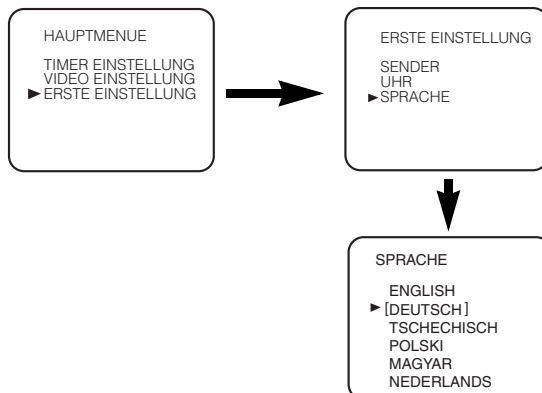 HAUPTMENUE
TIMER EINSTELLUNG
VIDEO EINSTELLUNG
►ERSTE EINSTELLUNG
ERSTE EINSTELLUNG
SENDER
UHR
►SPRACHE
SPRACHE
ENGLISH
►[DEUTSCH]
TSCHECHISCH
POLSKI
MAGYAR
NEDERLANDS